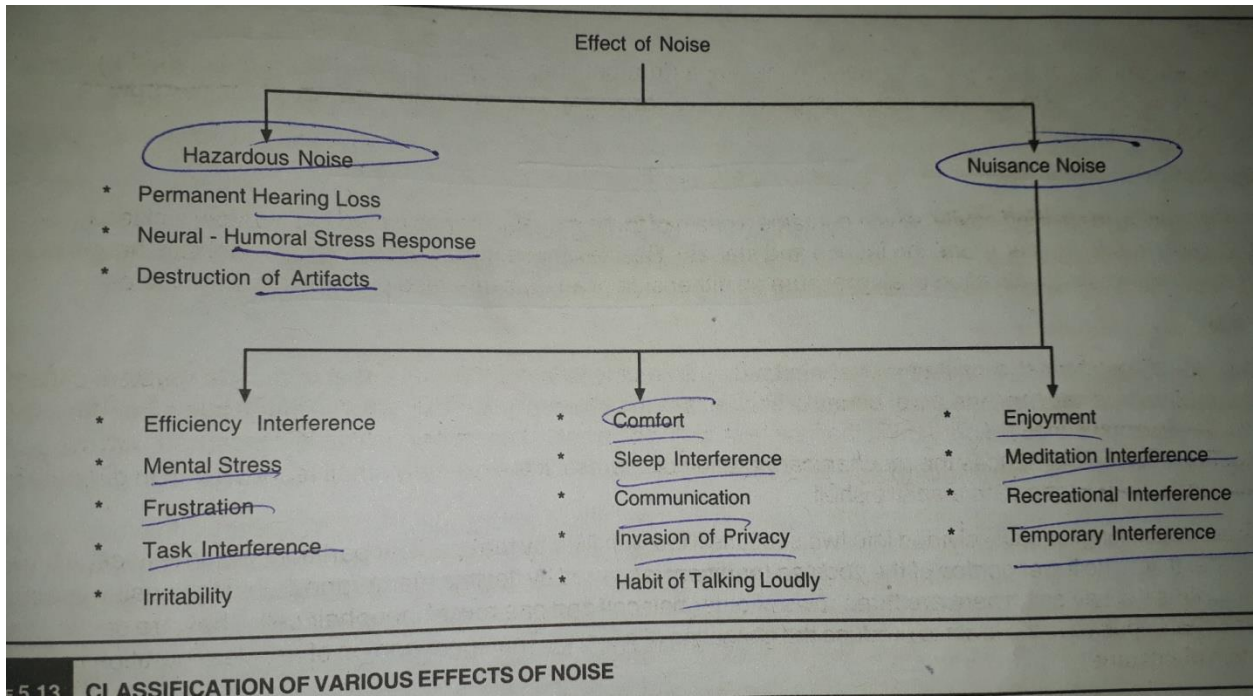 Effect of Noise
Hazardous Noise
* Permanent Hearing Loss
* Neural - Humoral Stress Response
* Destruction of Artifacts
Nuisance Noise
* Efficiency Interference
* Mental Stress
* Frustration
* Task Interference
* Irritability
* Comfort
* Sleep Interference
* Communication
* Invasion of Privacy
* Habit of Talking Loudly
* Enjoyment
* Meditation Interference
* Recreational Interference
* Temporary Interference
5.13 CLASSIFICATION OF VARIOUS EFFECTS OF NOISE